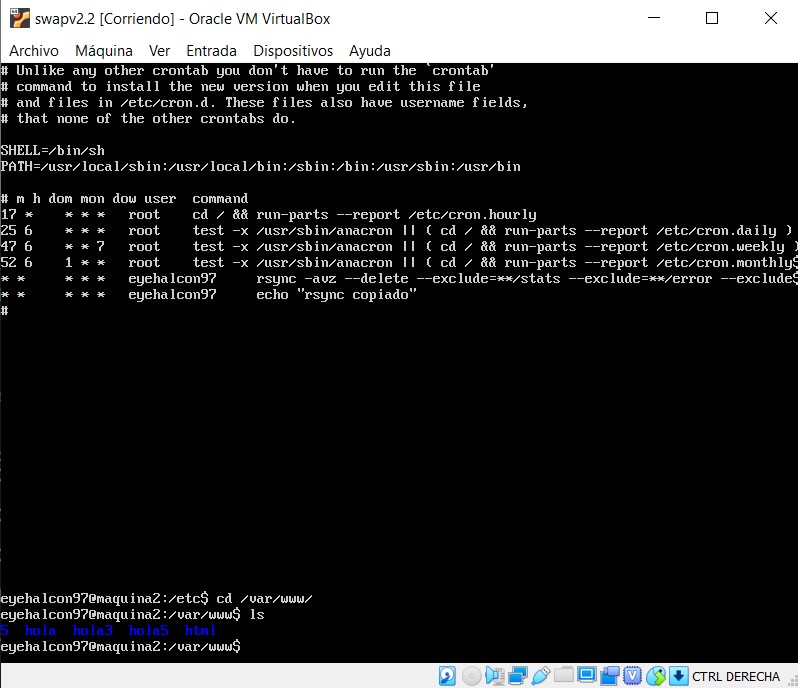 swapv2.2 [Corriendo] - Oracle VM VirtualBox
Archivo Máquina Ver Entrada Dispositivos Ayuda
# Unlike any other crontab you don't have to run the `crontab'
# command to install the new version when you edit this file
# and files in /etc/cron.d. These files also have username fields,
# that none of the other crontabs do.
SHELL=/bin/sh
PATH=/usr/local/sbin:/usr/local/bin:/sbin:/bin:/usr/sbin:/usr/bin
# m h dom mon dow user  command
17 *    * * *   root    cd / && run-parts --report /etc/cron.hourly
25 6    * * *   root    test -x /usr/sbin/anacron || ( cd / && run-parts --report /etc/cron.daily )
47 6    * * 7   root    test -x /usr/sbin/anacron || ( cd / && run-parts --report /etc/cron.weekly )
52 6    1 * *   root    test -x /usr/sbin/anacron || ( cd / && run-parts --report /etc/cron.monthly$
* *     * * *   eyehalcon97     rsync -avz --delete --exclude=**/stats --exclude=**/error --exclude$
* *     * * *   eyehalcon97     echo "rsync copiado"
#
eyehalcon97@maquina2:/etc$ cd /var/www/
eyehalcon97@maquina2:/var/www$ ls
5  hola  hola3  hola5  html
eyehalcon97@maquina2:/var/www$
CTRL DERECHA